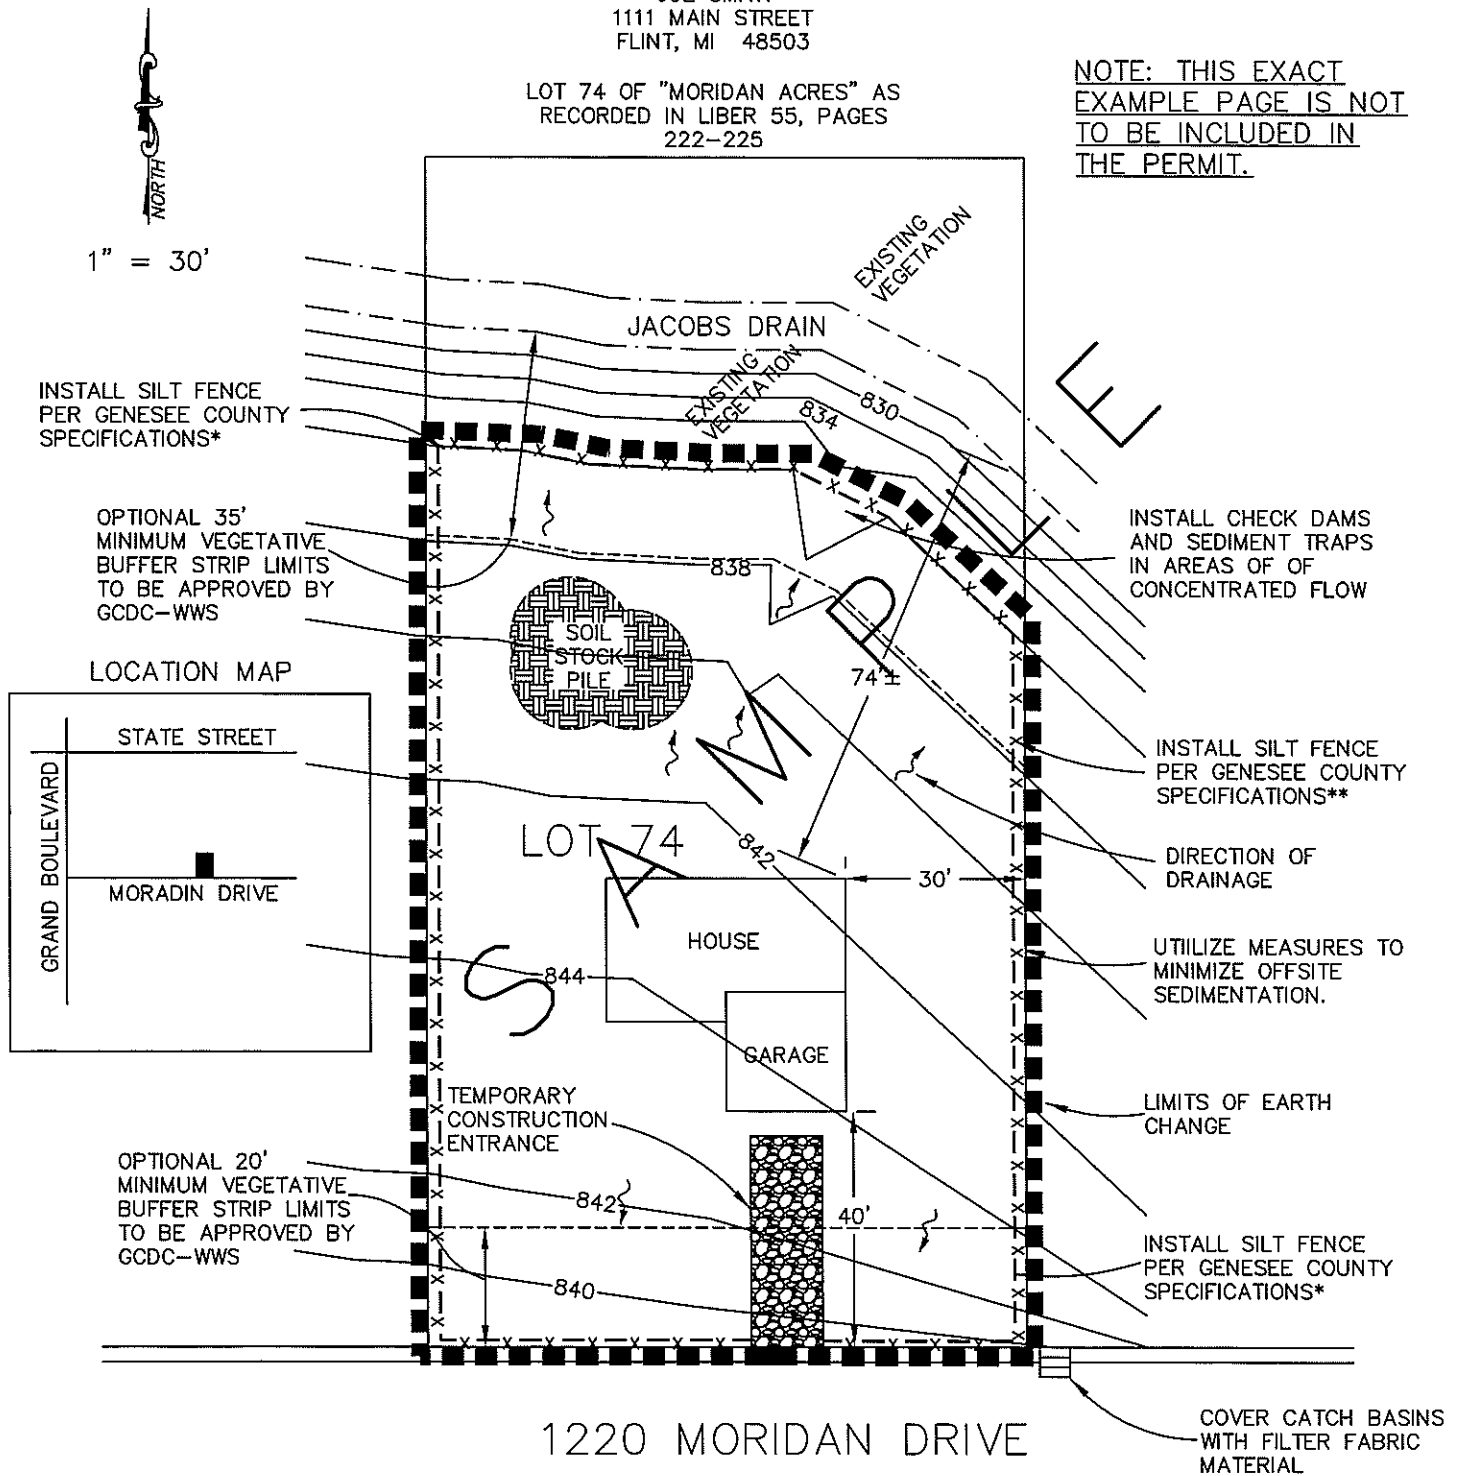 1111 MAIN STREET
FLINT, MI 48503
LOT 74 OF "MORIDAN ACRES" AS
RECORDED IN LIBER 55, PAGES
222-225
NOTE: THIS EXACT
EXAMPLE PAGE IS NOT
TO BE INCLUDED IN
THE PERMIT.
NORTH
1" = 30'
EXISTING
VEGETATION
JACOBS DRAIN
EXISTING
VEGETATION
834
830
INSTALL SILT FENCE
PER GENESEE COUNTY
SPECIFICATIONS*
OPTIONAL 35'
MINIMUM VEGETATIVE
BUFFER STRIP LIMITS
TO BE APPROVED BY
GCDC-WWS
838
INSTALL CHECK DAMS
AND SEDIMENT TRAPS
IN AREAS OF OF
CONCENTRATED FLOW
SOIL
STOCK
PILE
74'±
SAMPLE
LOCATION MAP
STATE STREET
GRAND BOULEVARD
MORADIN DRIVE
INSTALL SILT FENCE
PER GENESEE COUNTY
SPECIFICATIONS**
LOT 74
842
30'
DIRECTION OF
DRAINAGE
HOUSE
844
UTIILIZE MEASURES TO
MINIMIZE OFFSITE
SEDIMENTATION.
GARAGE
TEMPORARY
CONSTRUCTION
ENTRANCE
LIMITS OF EARTH
CHANGE
OPTIONAL 20'
MINIMUM VEGETATIVE
BUFFER STRIP LIMITS
TO BE APPROVED BY
GCDC-WWS
842
40'
840
INSTALL SILT FENCE
PER GENESEE COUNTY
SPECIFICATIONS*
1220 MORIDAN DRIVE
COVER CATCH BASINS
WITH FILTER FABRIC
MATERIAL